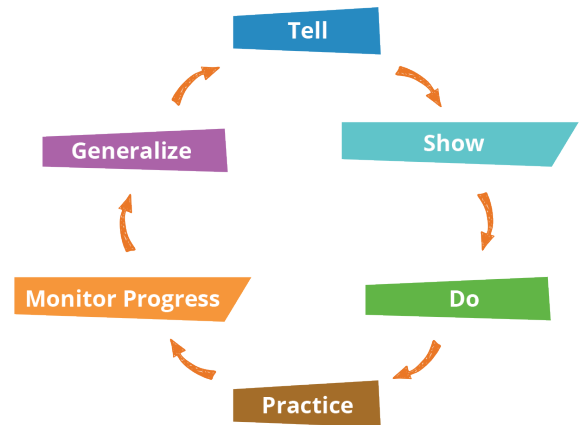 Tell
Show
Do
Practice
Monitor Progress
Generalize